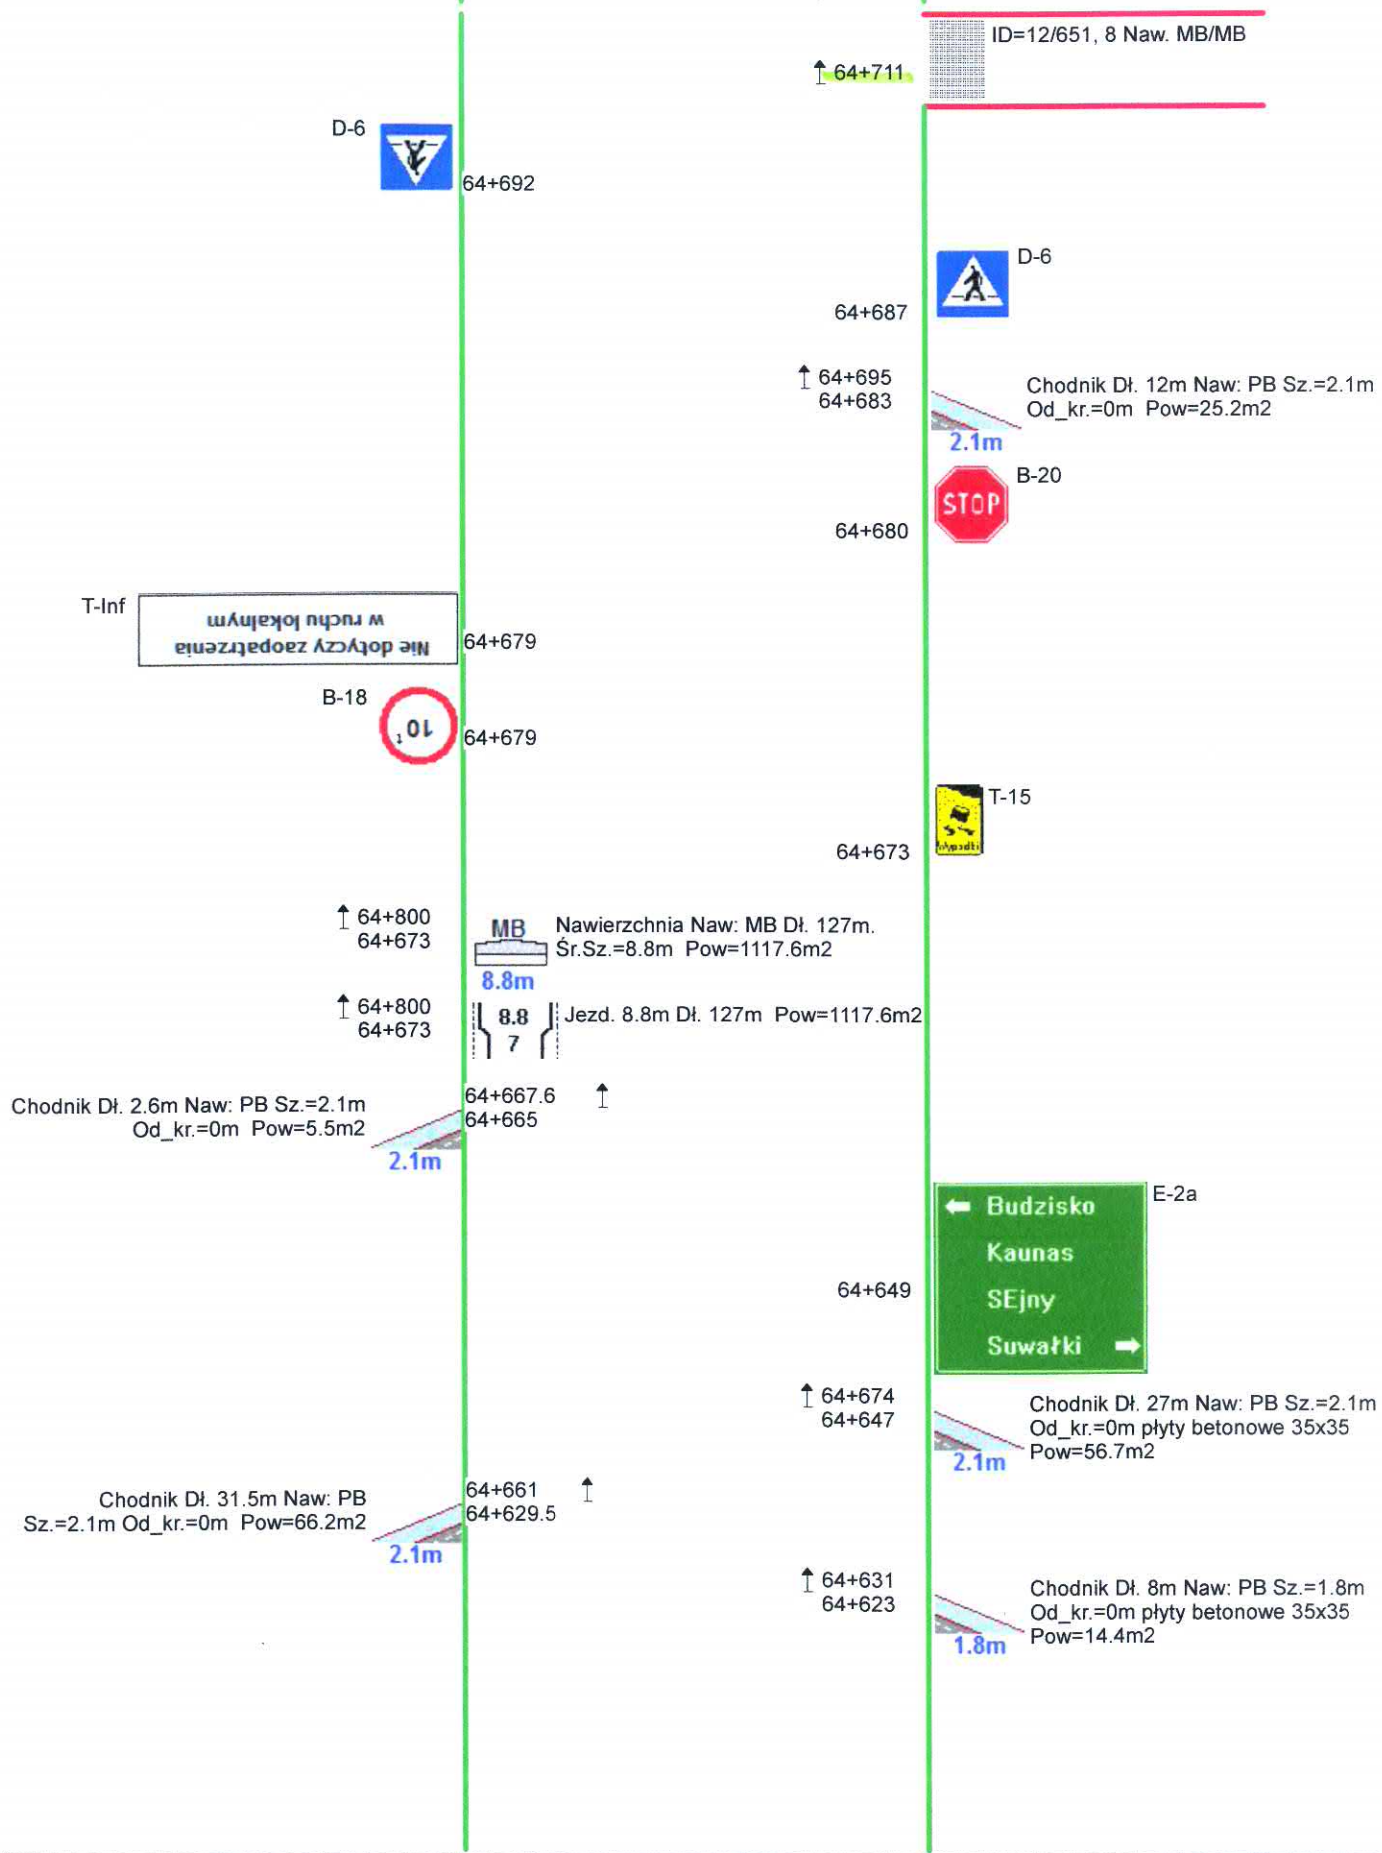 ID=12/651, 8 Naw. MB/MB
64+711
D-6
64+692
D-6
64+687
64+695
64+683
Chodnik Dł. 12m Naw: PB Sz.=2.1m
Od_kr.=0m Pow=25.2m2
2.1m
B-20
STOP
64+680
T-Inf
Nie dotyczy zaopatrzenia
w ruchu lokalnym
64+679
B-18
10t
64+679
T-15
wypadki
64+673
64+800
64+673
MB
8.8m
Nawierzchnia Naw: MB Dł. 127m.
Śr.Sz.=8.8m Pow=1117.6m2
64+800
64+673
8.8
7
Jezd. 8.8m Dł. 127m Pow=1117.6m2
Chodnik Dł. 2.6m Naw: PB Sz.=2.1m
Od_kr.=0m Pow=5.5m2
2.1m
64+667.6
64+665
E-2a
Budzisko
Kaunas
SEjny
Suwałki
64+649
64+674
64+647
Chodnik Dł. 27m Naw: PB Sz.=2.1m
Od_kr.=0m płyty betonowe 35x35
Pow=56.7m2
2.1m
Chodnik Dł. 31.5m Naw: PB
Sz.=2.1m Od_kr.=0m Pow=66.2m2
2.1m
64+661
64+629.5
64+631
64+623
Chodnik Dł. 8m Naw: PB Sz.=1.8m
Od_kr.=0m płyty betonowe 35x35
Pow=14.4m2
1.8m